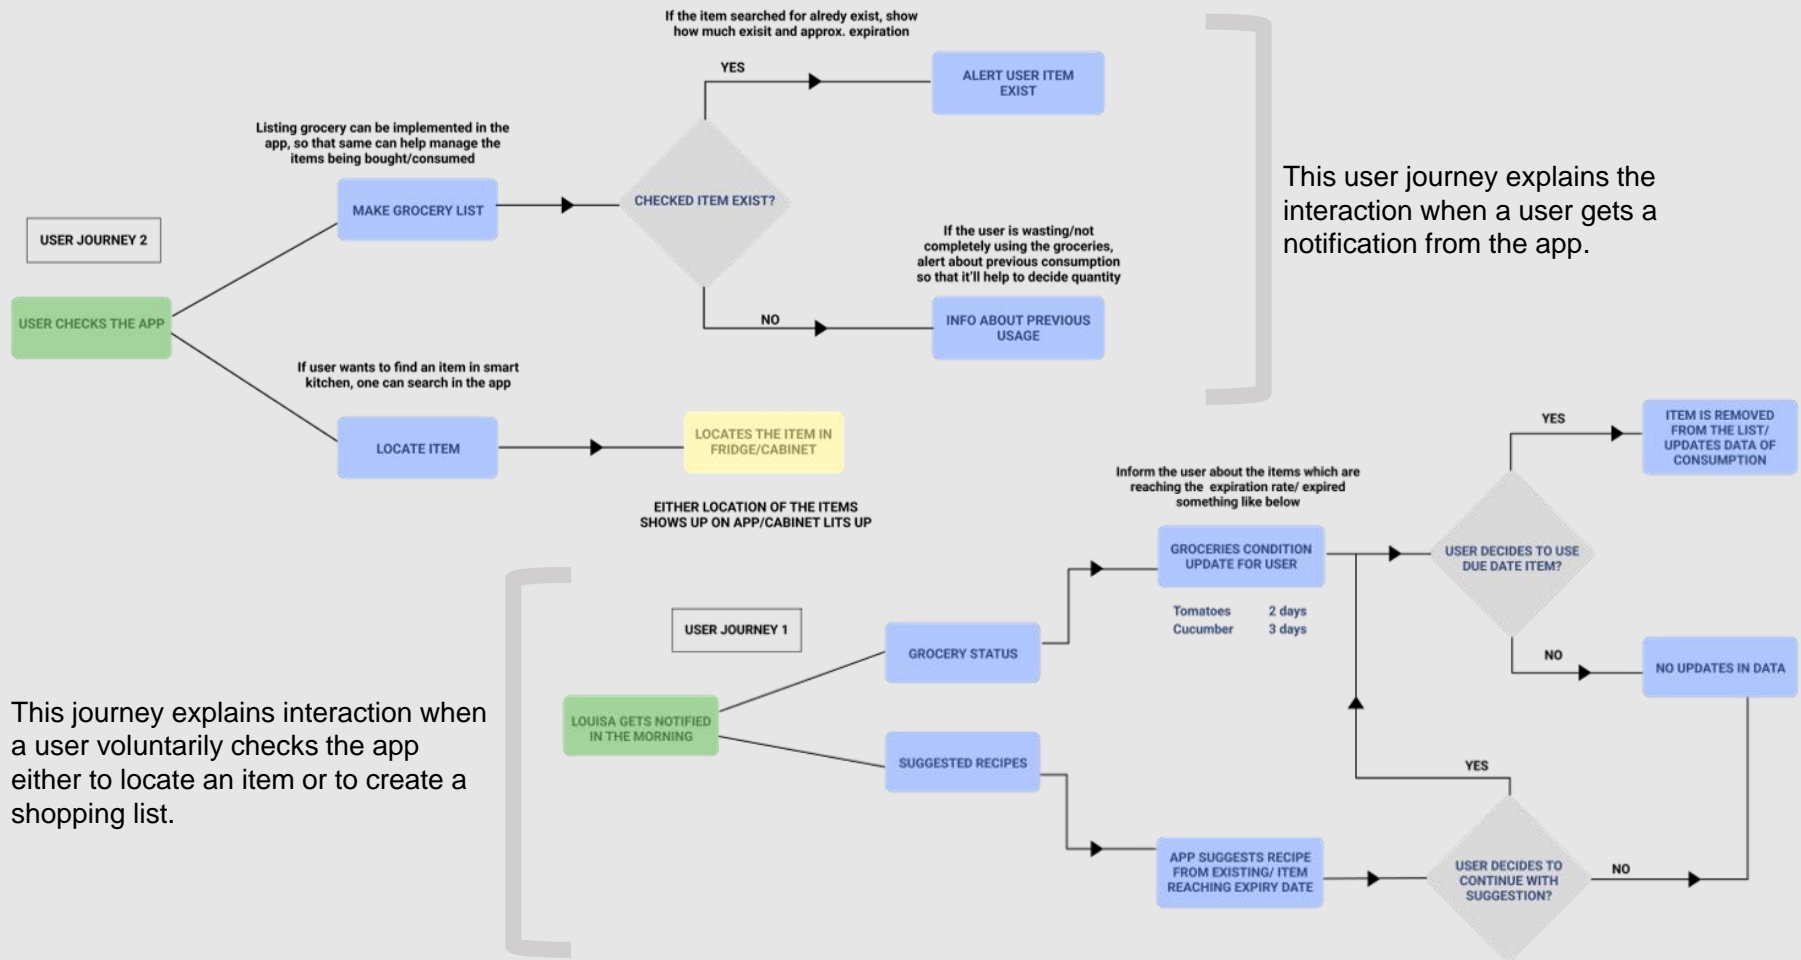 If the item searched for alredy exist, show
how much exisit and approx. expiration
YES
ALERT USER ITEM
EXIST
Listing grocery can be implemented in the
app, so that same can help manage the
items being bought/consumed
MAKE GROCERY LIST
CHECKED ITEM EXIST?
This user journey explains the
interaction when a user gets a
notification from the app.
USER JOURNEY 2
If the user is wasting/not
completely using the groceries,
alert about previous consumption
so that it'll help to decide quantity
USER CHECKS THE APP
NO
INFO ABOUT PREVIOUS
USAGE
If user wants to find an item in smart
kitchen, one can search in the app
LOCATE ITEM
LOCATES THE ITEM IN
FRIDGE/CABINET
EITHER LOCATION OF THE ITEMS
SHOWS UP ON APP/CABINET LITS UP
YES
ITEM IS REMOVED
FROM THE LIST/
UPDATES DATA OF
CONSUMPTION
Inform the user about the items which are
reaching the expiration rate/ expired
something like below
GROCERIES CONDITION
UPDATE FOR USER
USER DECIDES TO USE
DUE DATE ITEM?
Tomatoes 2 days
Cucumber 3 days
USER JOURNEY 1
GROCERY STATUS
NO
NO UPDATES IN DATA
This journey explains interaction when
a user voluntarily checks the app
either to locate an item or to create a
shopping list.
LOUISA GETS NOTIFIED
IN THE MORNING
SUGGESTED RECIPES
YES
APP SUGGESTS RECIPE
FROM EXISTING/ ITEM
REACHING EXPIRY DATE
USER DECIDES TO
CONTINUE WITH
SUGGESTION?
NO